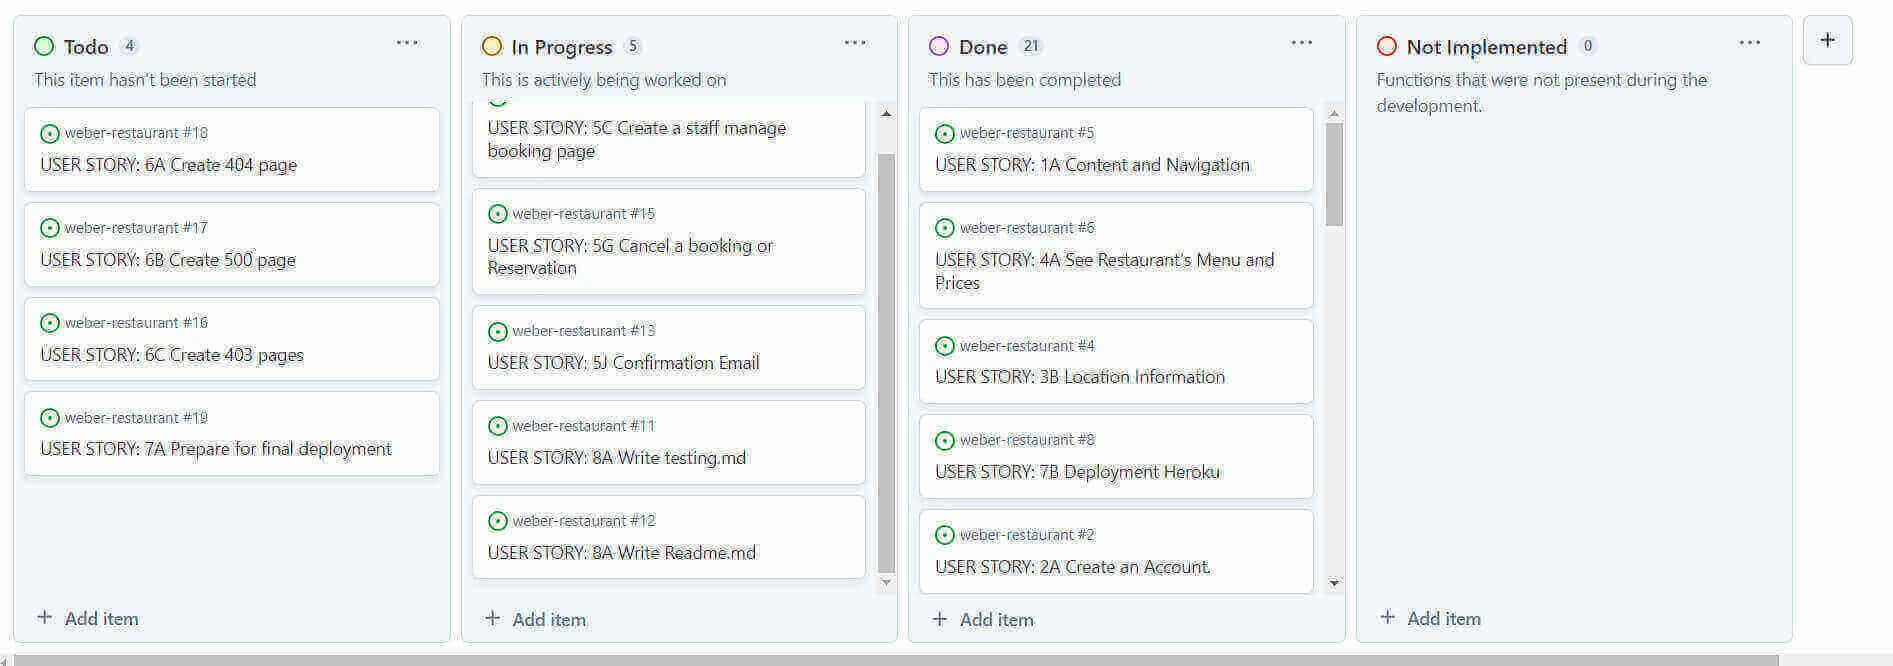 Todo 4
This item hasn't been started
weber-restaurant #18
USER STORY: 6A Create 404 page
weber-restaurant #17
USER STORY: 6B Create 500 page
weber-restaurant #16
USER STORY: 6C Create 403 pages
weber-restaurant #19
USER STORY: 7A Prepare for final deployment
+ Add item
In Progress 5
This is actively being worked on
USER STORY: 5C Create a staff manage
booking page
weber-restaurant #15
USER STORY: 5G Cancel a booking or
Reservation
weber-restaurant #13
USER STORY: 5J Confirmation Email
weber-restaurant #11
USER STORY: 8A Write testing.md
weber-restaurant #12
USER STORY: 8A Write Readme.md
+ Add item
Done 21
This has been completed
weber-restaurant #5
USER STORY: 1A Content and Navigation
weber-restaurant #6
USER STORY: 4A See Restaurant's Menu and
Prices
weber-restaurant #4
USER STORY: 3B Location Information
weber-restaurant #8
USER STORY: 7B Deployment Heroku
weber-restaurant #2
USER STORY: 2A Create an Account.
+ Add item
Not Implemented 0
Functions that were not present during the
development.
+ Add item